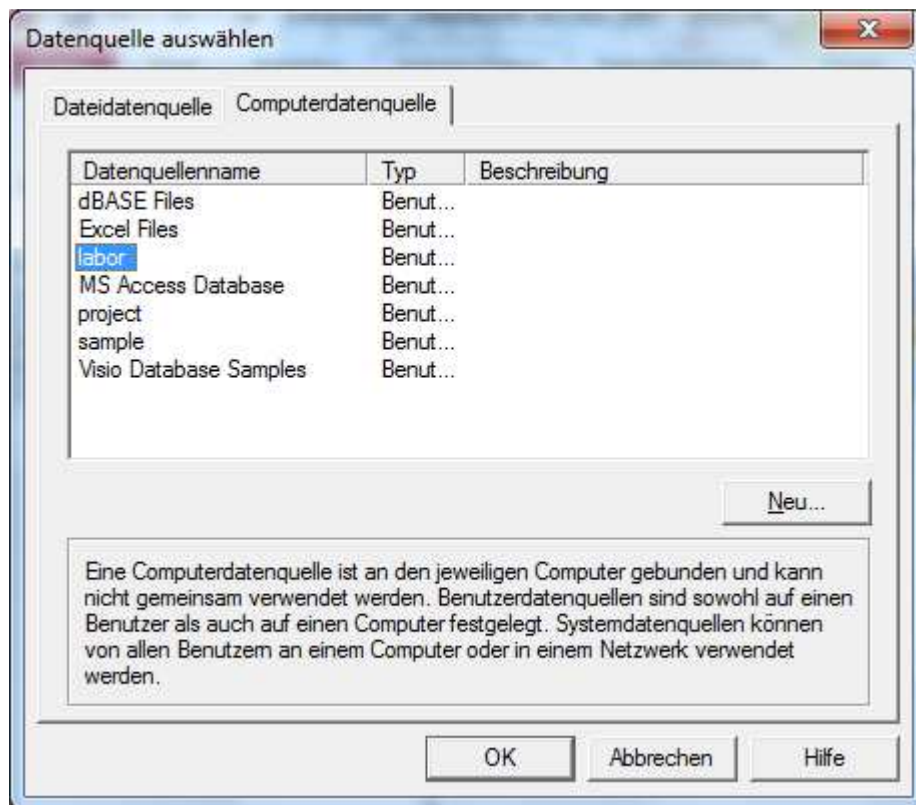 Datenquelle auswählen
Dateidatenquelle Computerdatenquelle
Datenquellenname Typ Beschreibung
dBASE Files Benut...
Excel Files Benut...
labor Benut...
MS Access Database Benut...
project Benut...
sample Benut...
Visio Database Samples Benut...
Neu...
Eine Computerdatenquelle ist an den jeweiligen Computer gebunden und kann
nicht gemeinsam verwendet werden. Benutzerdatenquellen sind sowohl auf einen
Benutzer als auch auf einen Computer festgelegt. Systemdatenquellen können
von allen Benutzern an einem Computer oder in einem Netzwerk verwendet
werden.
OK Abbrechen Hilfe